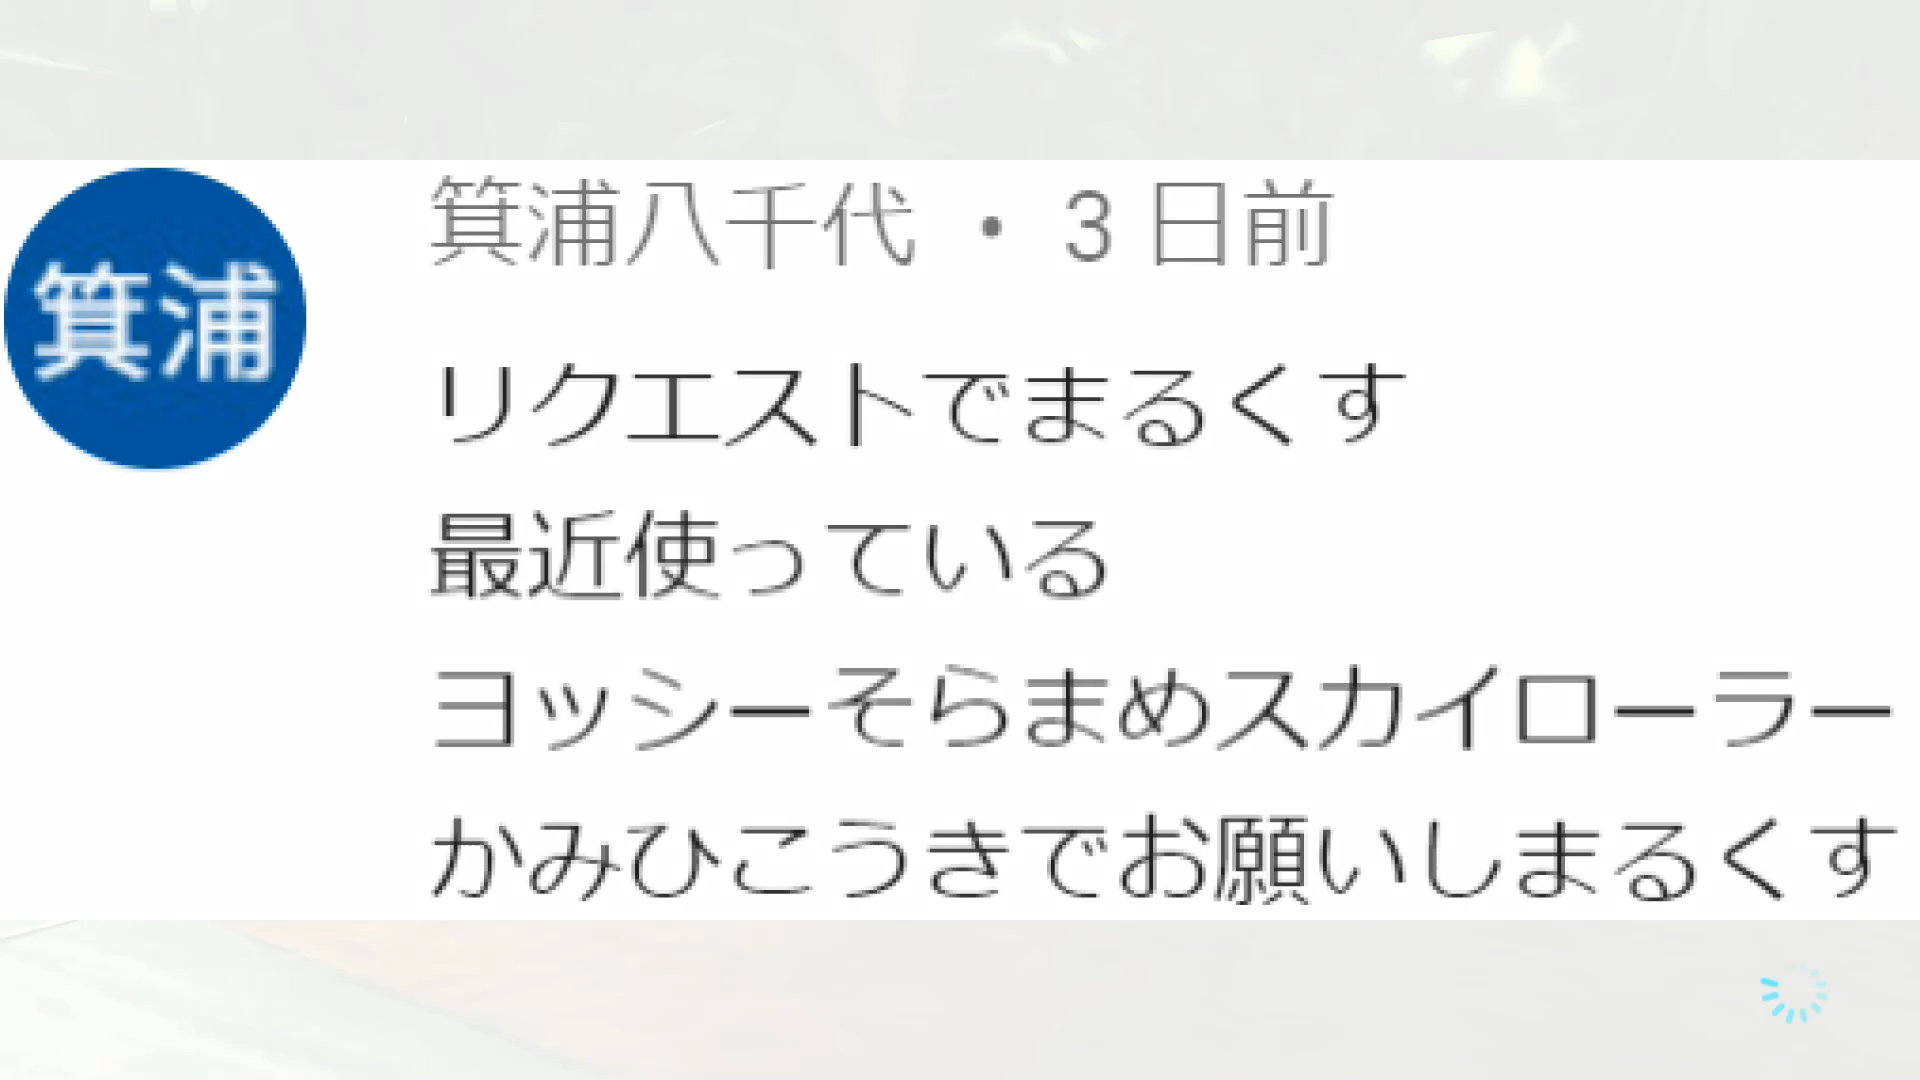 箕浦
箕浦八千代 ・ 3 日前
リクエストでまるくす
最近使っている
ヨッシーそらまめスカイローラー
かみひこうきでお願いしまるくす